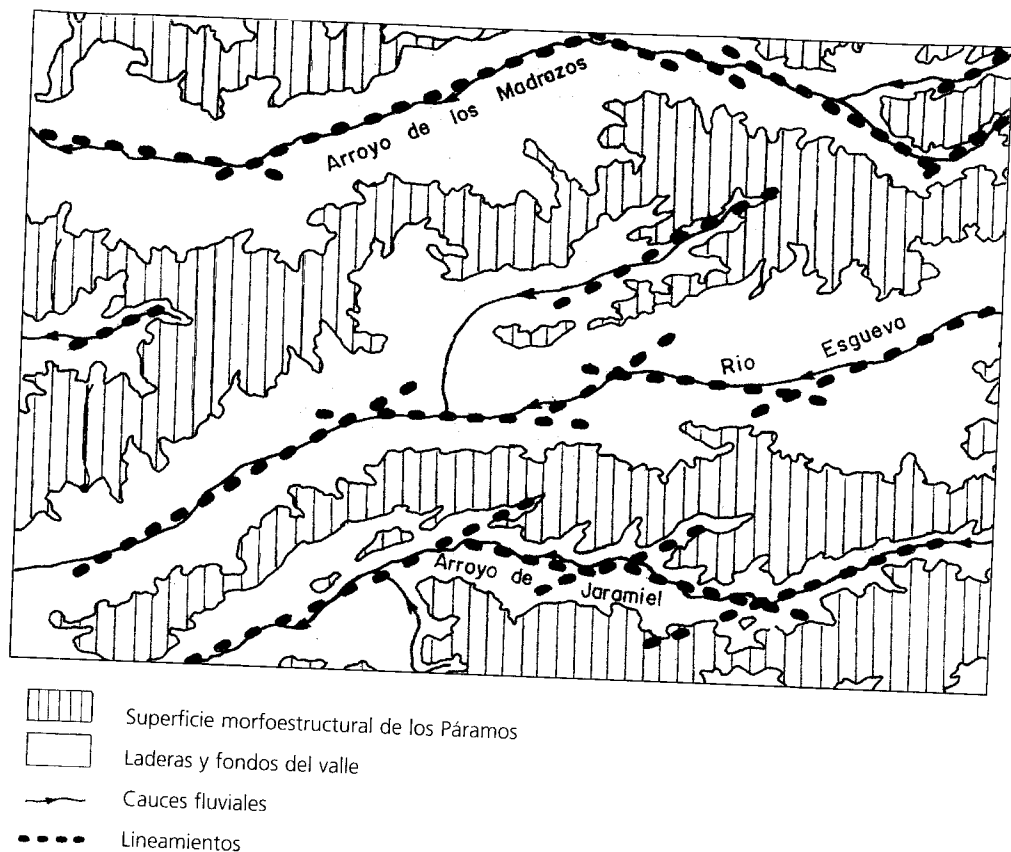 Arroyo de los Madrazos
Rio Esgueva
Arroyo de Jaramiel
Superficie morfoestructural de los Páramos
Laderas y fondos del valle
Cauces fluviales
Lineamientos